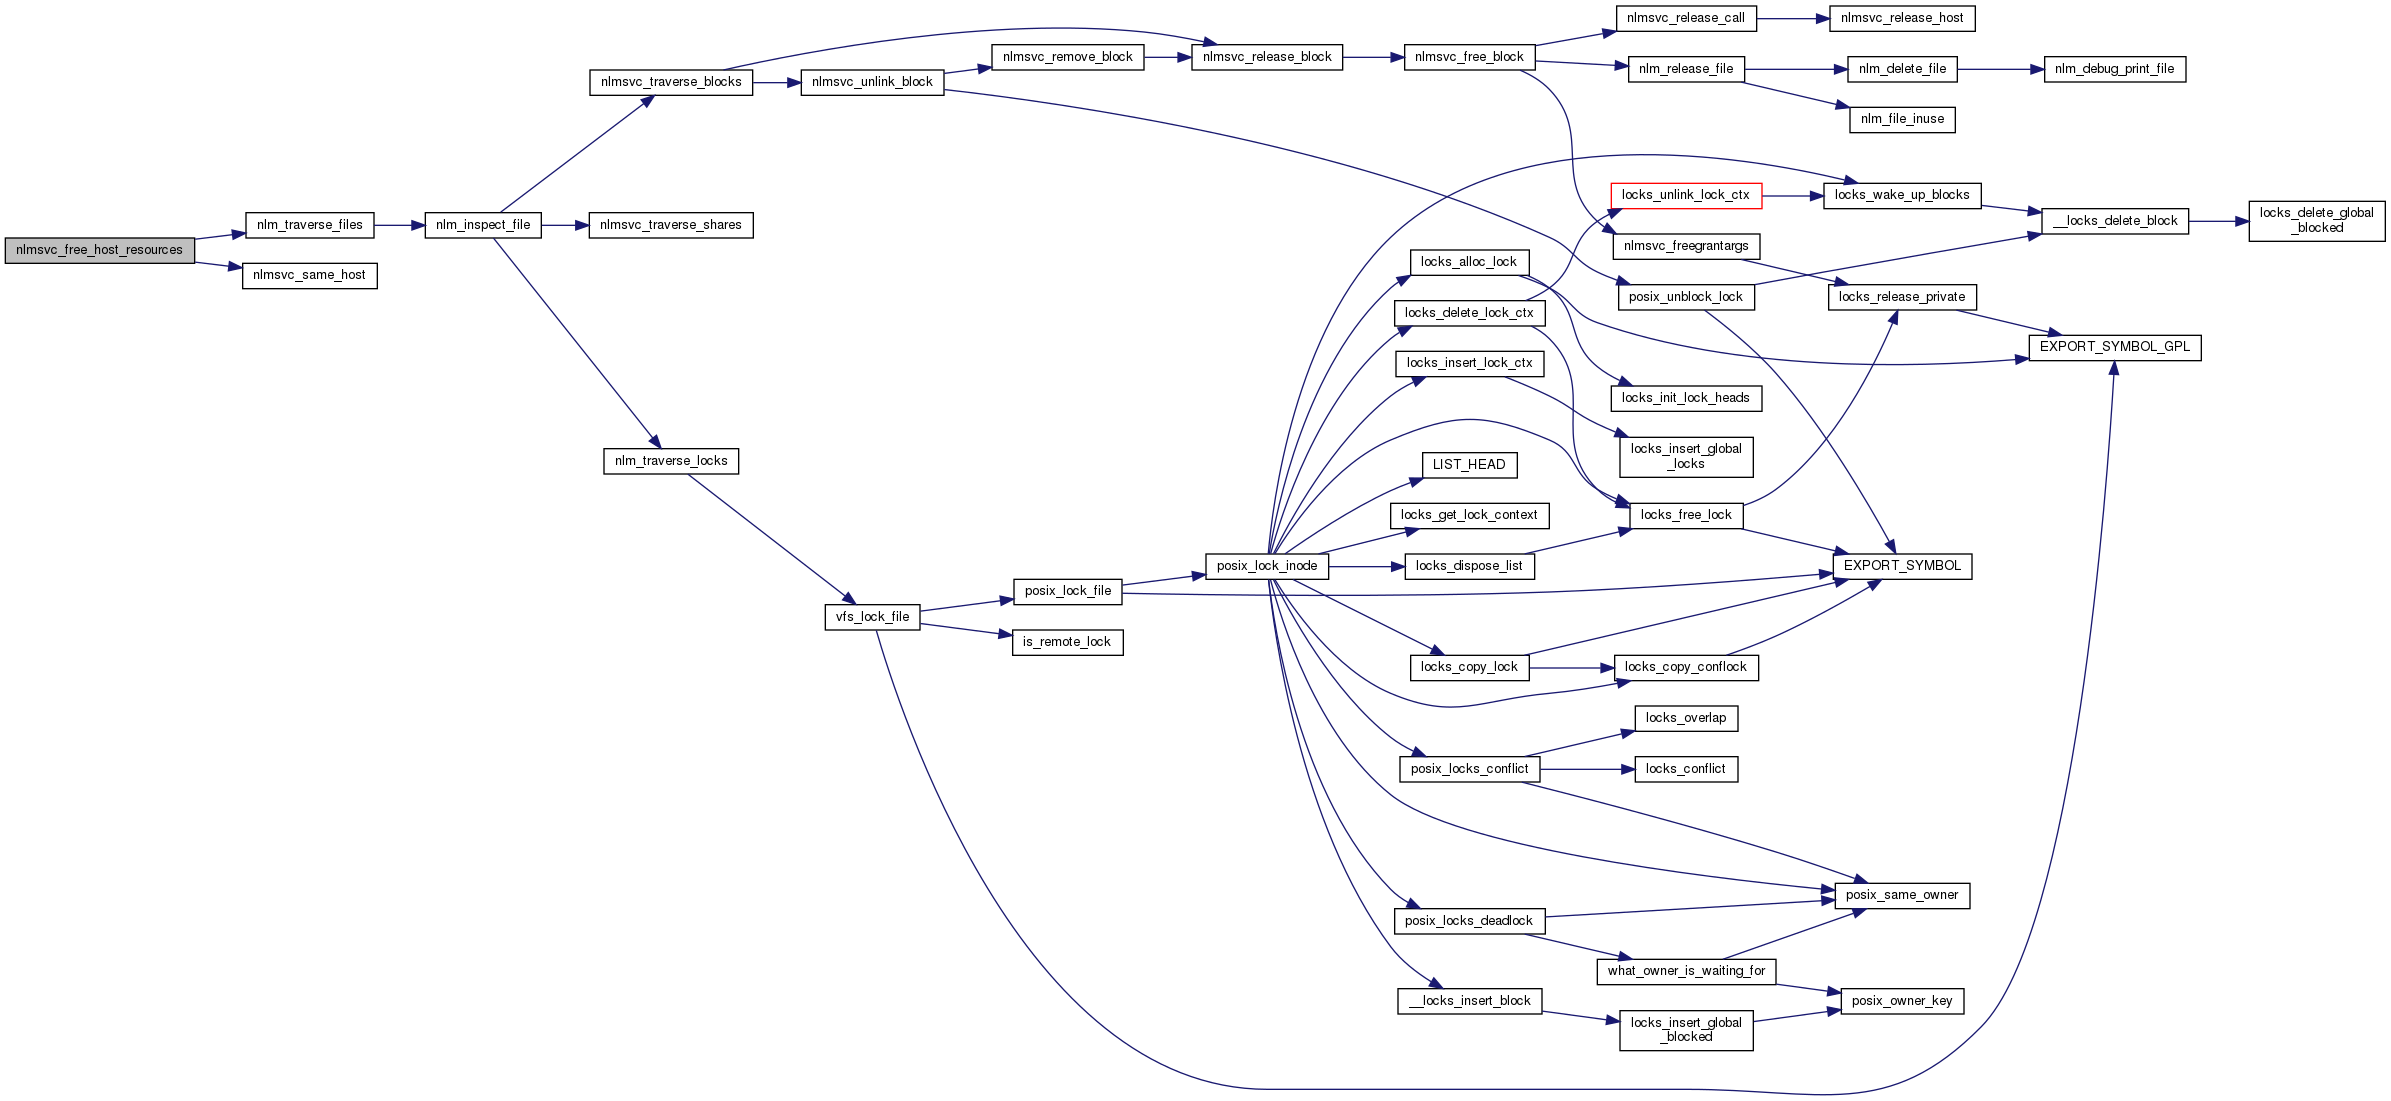 nlmsvc_free_host_resources
nlm_traverse_files
nlmsvc_same_host
nlm_inspect_file
nlmsvc_traverse_blocks
nlmsvc_traverse_shares
nlm_traverse_locks
nlmsvc_unlink_block
vfs_lock_file
nlmsvc_remove_block
posix_lock_file
is_remote_lock
nlmsvc_release_block
posix_lock_inode
nlmsvc_free_block
locks_alloc_lock
locks_delete_lock_ctx
locks_insert_lock_ctx
LIST_HEAD
locks_get_lock_context
locks_dispose_list
locks_copy_lock
posix_locks_conflict
posix_locks_deadlock
__locks_insert_block
nlmsvc_release_call
nlm_release_file
locks_unlink_lock_ctx
nlmsvc_freegrantargs
posix_unblock_lock
locks_init_lock_heads
locks_insert_global
_locks
locks_free_lock
locks_copy_conflock
locks_overlap
locks_conflict
what_owner_is_waiting_for
locks_insert_global
_blocked
nlmsvc_release_host
nlm_delete_file
nlm_file_inuse
locks_wake_up_blocks
locks_release_private
EXPORT_SYMBOL
posix_same_owner
posix_owner_key
nlm_debug_print_file
__locks_delete_block
EXPORT_SYMBOL_GPL
locks_delete_global
_blocked